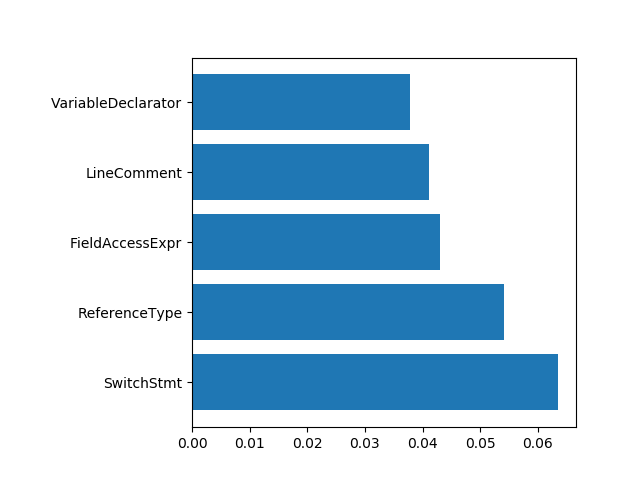 VariableDeclarator
LineComment
FieldAccessExpr
ReferenceType
SwitchStmt
0.00 0.01 0.02 0.03 0.04 0.05 0.06